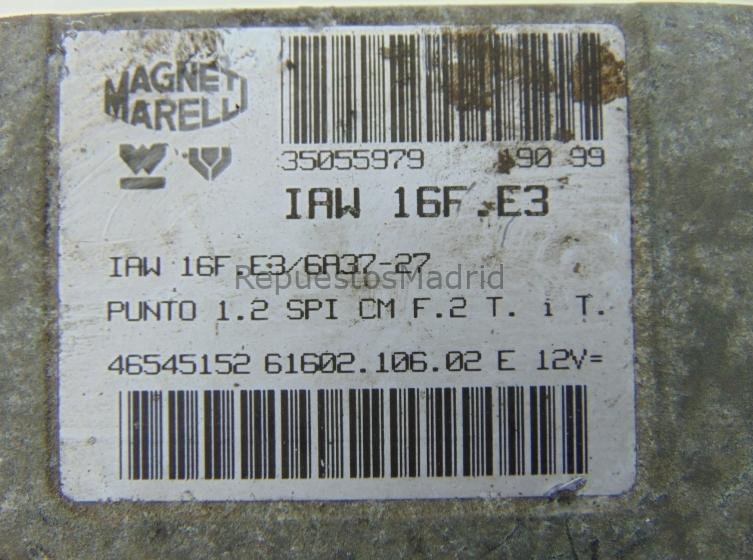 MAGNETI
MARELLI
35055979 190 99
IAW 16F.E3
IAW 16F.E3/6A37-27
RepuestosMadrid
PUNTO 1.2 SPI CM F.2 T. i T.
46545152 61602.106.02 E 12V=